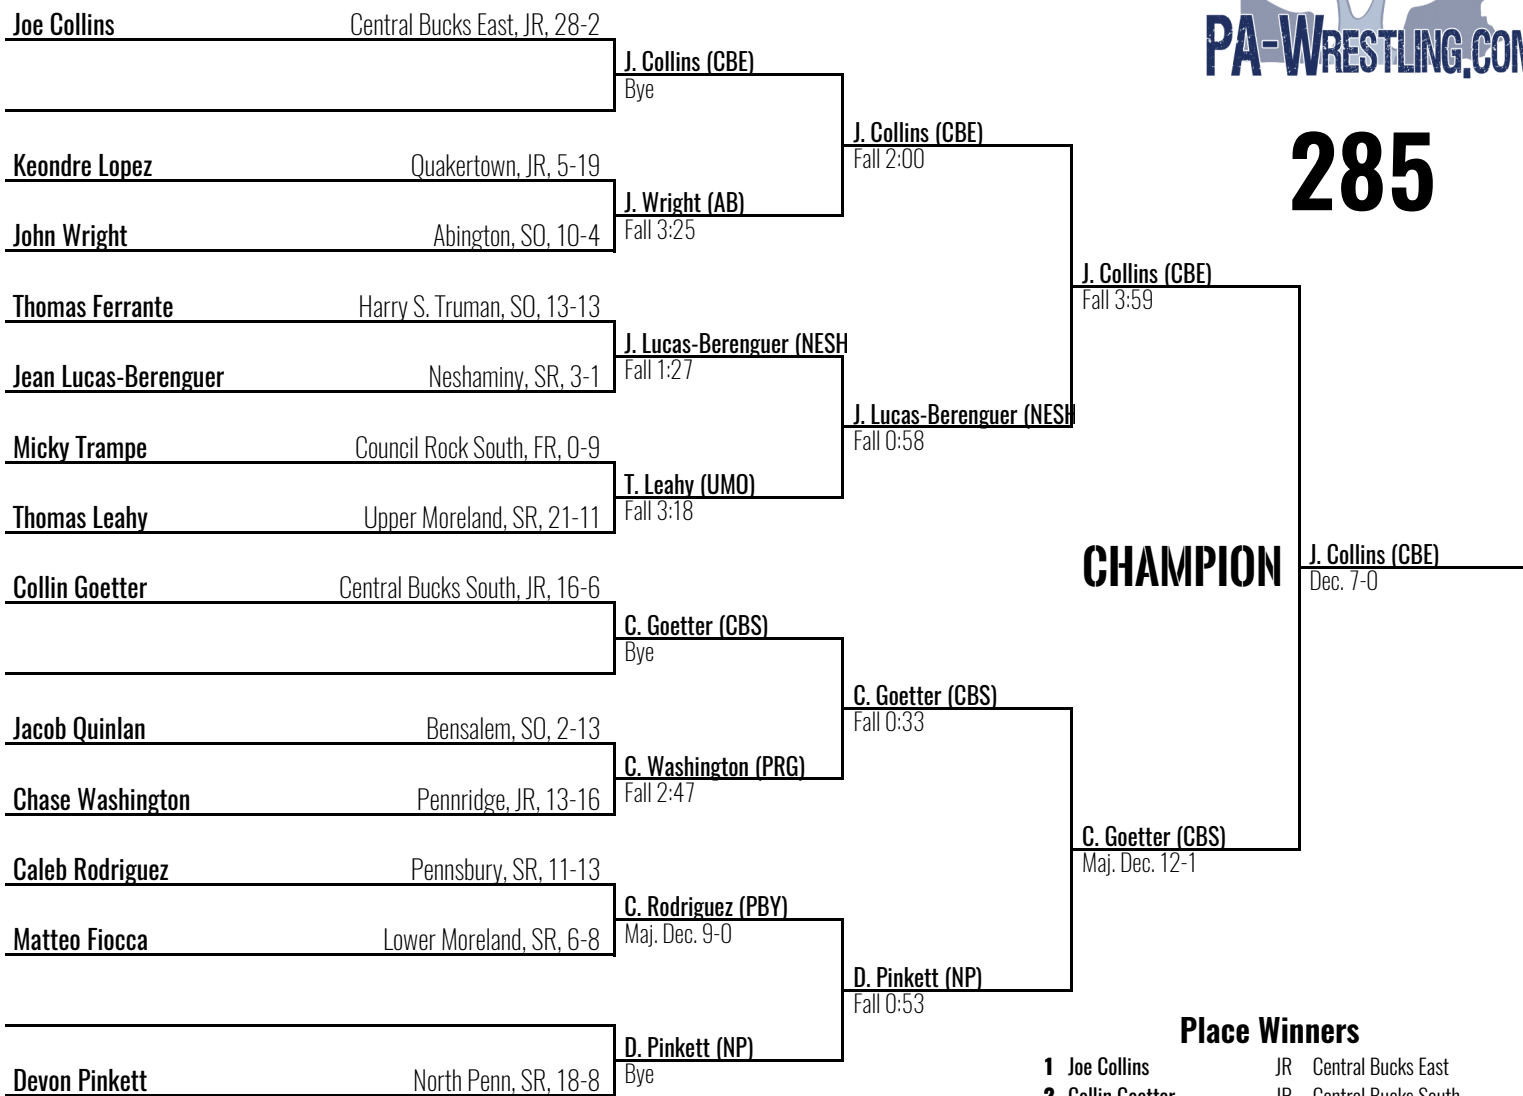 Joe Collins Central Bucks East, JR, 28-2
J. Collins (CBE)
Bye
Keondre Lopez Quakertown, JR, 5-19
John Wright Abington, SO, 10-4
J. Wright (AB)
Fall 3:25
J. Collins (CBE)
Fall 2:00
Thomas Ferrante Harry S. Truman, SO, 13-13
Jean Lucas-Berenguer Neshaminy, SR, 3-1
J. Lucas-Berenguer (NESH
Fall 1:27
Micky Trampe Council Rock South, FR, 0-9
Thomas Leahy Upper Moreland, SR, 21-11
T. Leahy (UMO)
Fall 3:18
J. Lucas-Berenguer (NESH
Fall 0:58
J. Collins (CBE)
Fall 3:59
Collin Goetter Central Bucks South, JR, 16-6
C. Goetter (CBS)
Bye
Jacob Quinlan Bensalem, SO, 2-13
Chase Washington Pennridge, JR, 13-16
C. Washington (PRG)
Fall 2:47
C. Goetter (CBS)
Fall 0:33
Caleb Rodriguez Pennsbury, SR, 11-13
Matteo Fiocca Lower Moreland, SR, 6-8
C. Rodriguez (PBY)
Maj. Dec. 9-0
Devon Pinkett North Penn, SR, 18-8
D. Pinkett (NP)
Bye
D. Pinkett (NP)
Fall 0:53
C. Goetter (CBS)
Maj. Dec. 12-1
CHAMPION
J. Collins (CBE)
Dec. 7-0
PA-WRESTLING.COM
285
Place Winners
1 Joe Collins JR Central Bucks East
2 Collin Goetter JR Central Bucks South